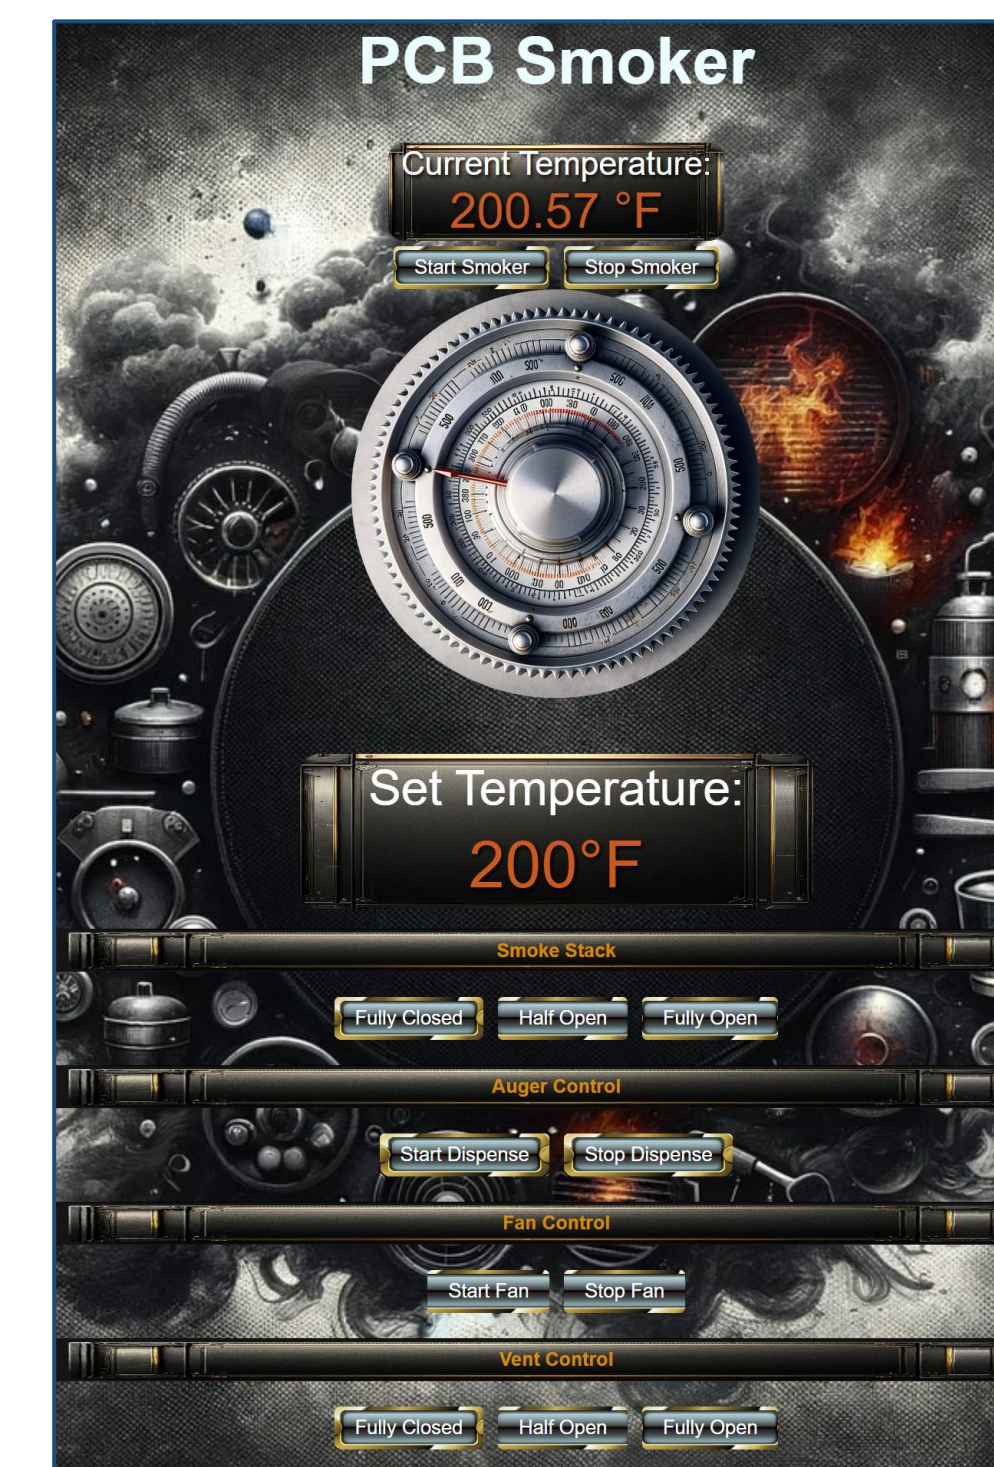 PCB Smoker
Current Temperature:
200.57 °F
Start Smoker Stop Smoker
Set Temperature:
200°F
Smoke Stack
Fully Closed Half Open Fully Open
Auger Control
Start Dispense Stop Dispense
Fan Control
Start Fan Stop Fan
Vent Control
Fully Closed Half Open Fully Open